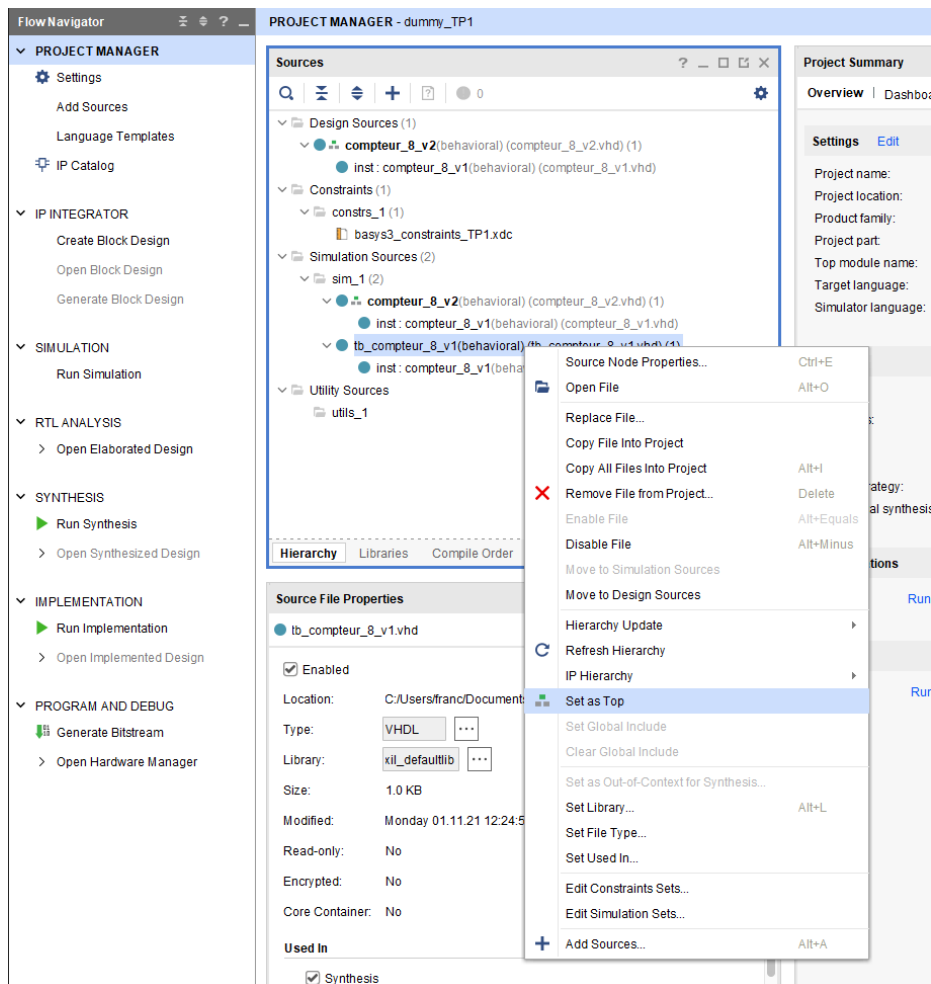 Flow Navigator
PROJECT MANAGER
Settings
Add Sources
Language Templates
IP Catalog
IP INTEGRATOR
Create Block Design
Open Block Design
Generate Block Design
SIMULATION
Run Simulation
RTL ANALYSIS
Open Elaborated Design
SYNTHESIS
Run Synthesis
Open Synthesized Design
IMPLEMENTATION
Run Implementation
Open Implemented Design
PROGRAM AND DEBUG
Generate Bitstream
Open Hardware Manager
PROJECT MANAGER - dummy_TP1
Sources
0
Design Sources (1)
compteur_8_v2(behavioral) (compteur_8_v2.vhd) (1)
inst : compteur_8_v1(behavioral) (compteur_8_v1.vhd)
Constraints (1)
constrs_1 (1)
basys3_constraints_TP1.xdc
Simulation Sources (2)
sim_1 (2)
compteur_8_v2(behavioral) (compteur_8_v2.vhd) (1)
inst : compteur_8_v1(behavioral) (compteur_8_v1.vhd)
tb_compteur_8_v1(behavioral) (tb_compteur_8_v1.vhd) (1)
inst : compteur_8_v1(beha
Utility Sources
utils_1
Hierarchy Libraries Compile Order
Source File Properties
tb_compteur_8_v1.vhd
Enabled
Location: C:/Users/franc/Document
Type: VHDL ...
Library: xil_defaultlib ...
Size: 1.0 KB
Modified: Monday 01.11.21 12:24:5
Read-only: No
Encrypted: No
Core Container: No
Used In
Synthesis
Source Node Properties... Ctrl+E
Open File Alt+O
Replace File...
Copy File Into Project
Copy All Files Into Project Alt+I
Remove File from Project... Delete
Enable File Alt+Equals
Disable File Alt+Minus
Move to Simulation Sources
Move to Design Sources
Hierarchy Update
Refresh Hierarchy
IP Hierarchy
Set as Top
Set Global Include
Clear Global Include
Set as Out-of-Context for Synthesis...
Set Library... Alt+L
Set File Type...
Set Used In...
Edit Constraints Sets...
Edit Simulation Sets...
Add Sources... Alt+A
Project Summary
Overview | Dashboa
Settings Edit
Project name:
Project location:
Product family:
Project part:
Top module name:
Target language:
Simulator language:
s:
rategy:
al synthesis
tions
Run
Run